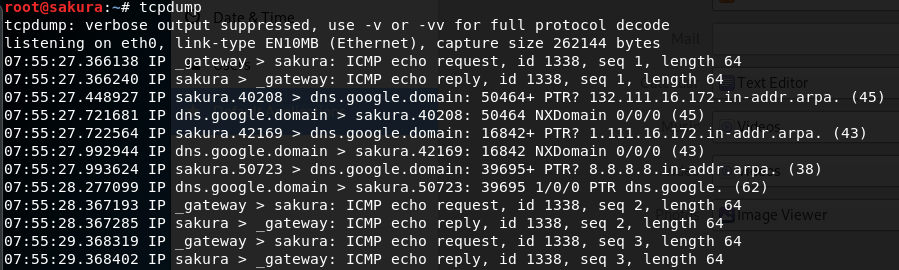 root@sakura:~# tcpdump
tcpdump: verbose output suppressed, use -v or -vv for full protocol decode
listening on eth0, link-type EN10MB (Ethernet), capture size 262144 bytes
07:55:27.366138 IP _gateway > sakura: ICMP echo request, id 1338, seq 1, length 64
07:55:27.366240 IP sakura > _gateway: ICMP echo reply, id 1338, seq 1, length 64
07:55:27.448927 IP sakura.40208 > dns.google.domain: 50464+ PTR? 132.111.16.172.in-addr.arpa. (45)
07:55:27.721681 IP dns.google.domain > sakura.40208: 50464 NXDomain 0/0/0 (45)
07:55:27.722564 IP sakura.42169 > dns.google.domain: 16842+ PTR? 1.111.16.172.in-addr.arpa. (43)
07:55:27.992944 IP dns.google.domain > sakura.42169: 16842 NXDomain 0/0/0 (43)
07:55:27.993624 IP sakura.50723 > dns.google.domain: 39695+ PTR? 8.8.8.8.in-addr.arpa. (38)
07:55:28.277099 IP dns.google.domain > sakura.50723: 39695 1/0/0 PTR dns.google. (62)
07:55:28.367193 IP _gateway > sakura: ICMP echo request, id 1338, seq 2, length 64
07:55:28.367285 IP sakura > _gateway: ICMP echo reply, id 1338, seq 2, length 64
07:55:29.368319 IP _gateway > sakura: ICMP echo request, id 1338, seq 3, length 64
07:55:29.368402 IP sakura > _gateway: ICMP echo reply, id 1338, seq 3, length 64
Date & Time
Mail
Text Editor
Videos
Image Viewer